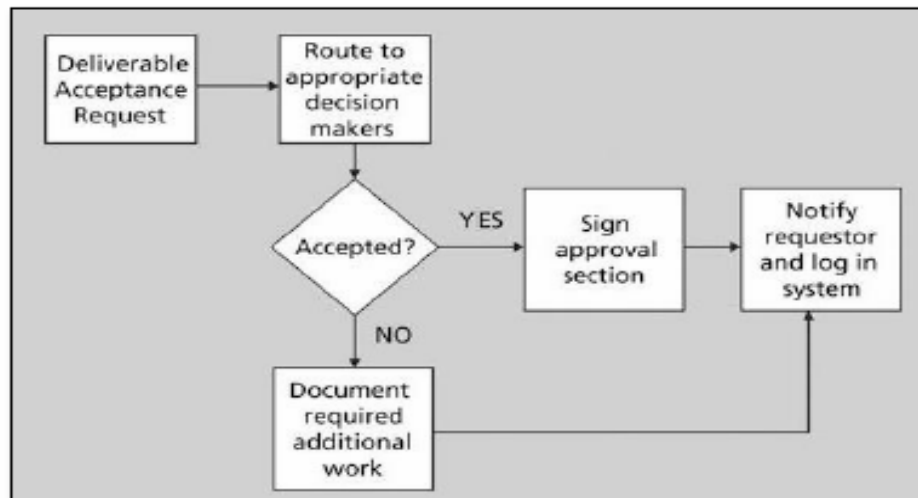 Deliverable
Acceptance
Request
Route to
appropriate
decision
makers
Accepted?
YES
Sign
approval
section
Notify
requestor
and log in
system
NO
Document
required
additional
work